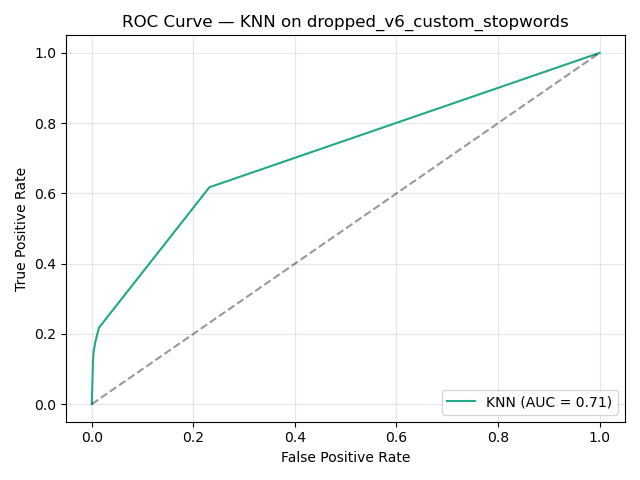 ROC Curve — KNN on dropped_v6_custom_stopwords
1.0
0.8
0.6
0.4
0.2
0.0
True Positive Rate
0.0 0.2 0.4 0.6 0.8 1.0
False Positive Rate
KNN (AUC = 0.71)